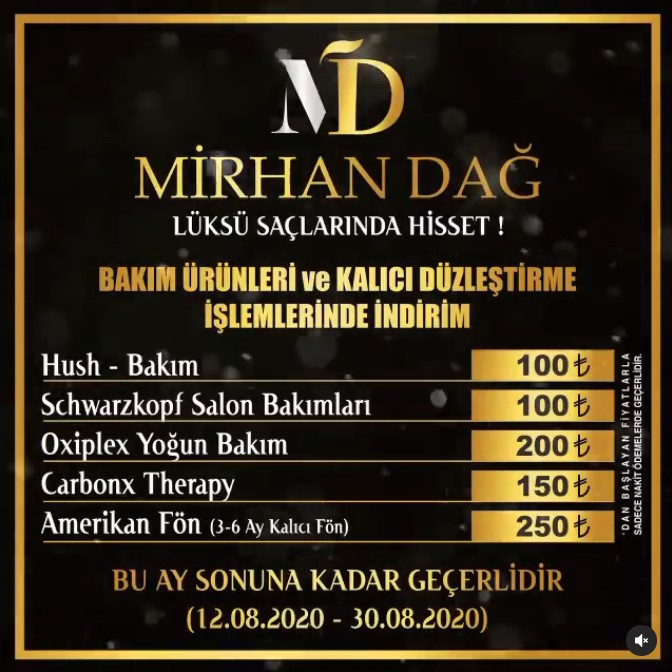 MD
MİRHAN DAĞ
LÜKSÜ SAÇLARINDA HİSSET !
BAKIM ÜRÜNLERİ ve KALICI DÜZLEŞTİRME
İŞLEMLERİNDE İNDİRİM
Hush - Bakım 100 ₺
Schwarzkopf Salon Bakımları 100 ₺
Oxiplex Yoğun Bakım 200 ₺
Carbonx Therapy 150 ₺
Amerikan Fön (3-6 Ay Kalıcı Fön) 250 ₺
*DAN BAŞLAYAN FİYATLARLA
SADECE NAKİT ÖDEMELERDE GEÇERLİDİR.
BU AY SONUNA KADAR GEÇERLİDİR
(12.08.2020 - 30.08.2020)